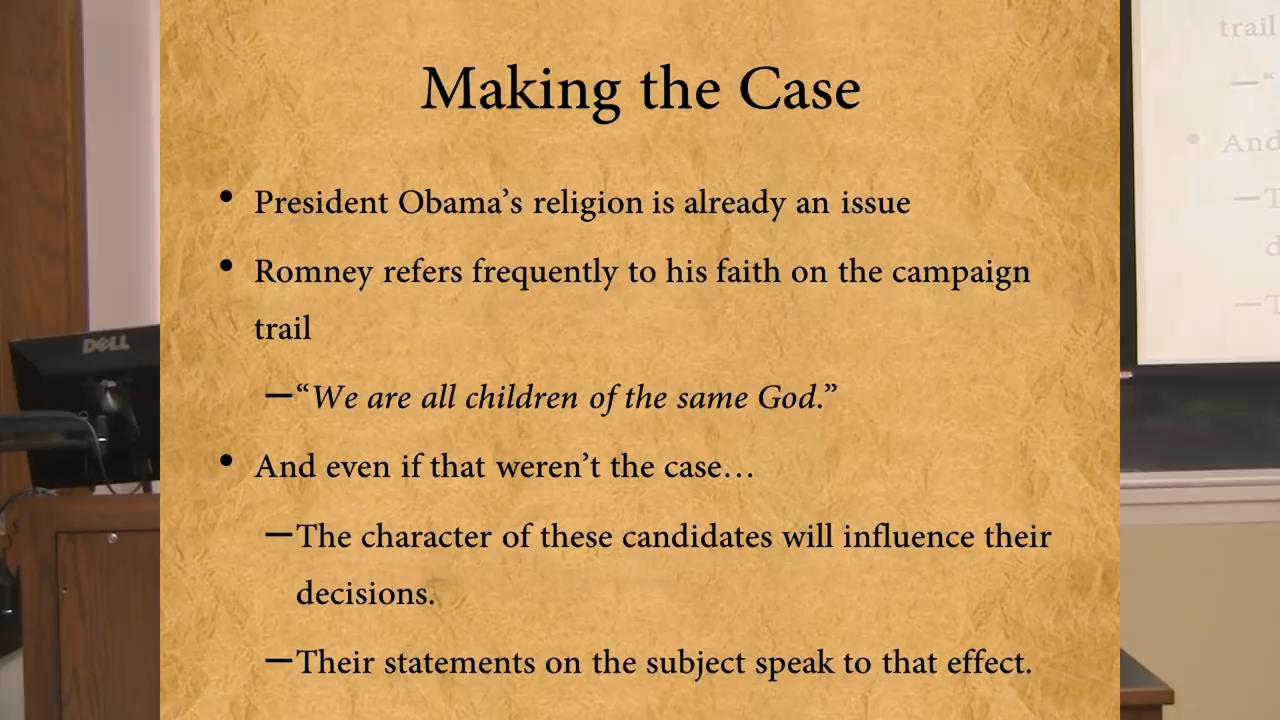 Making the Case
• President Obama's religion is already an issue
• Romney refers frequently to his faith on the campaign
trail
—“We are all children of the same God.”
• And even if that weren't the case…
—The character of these candidates will influence their
decisions.
—Their statements on the subject speak to that effect.
DELL
trail
—“
• And
—T
d
—T